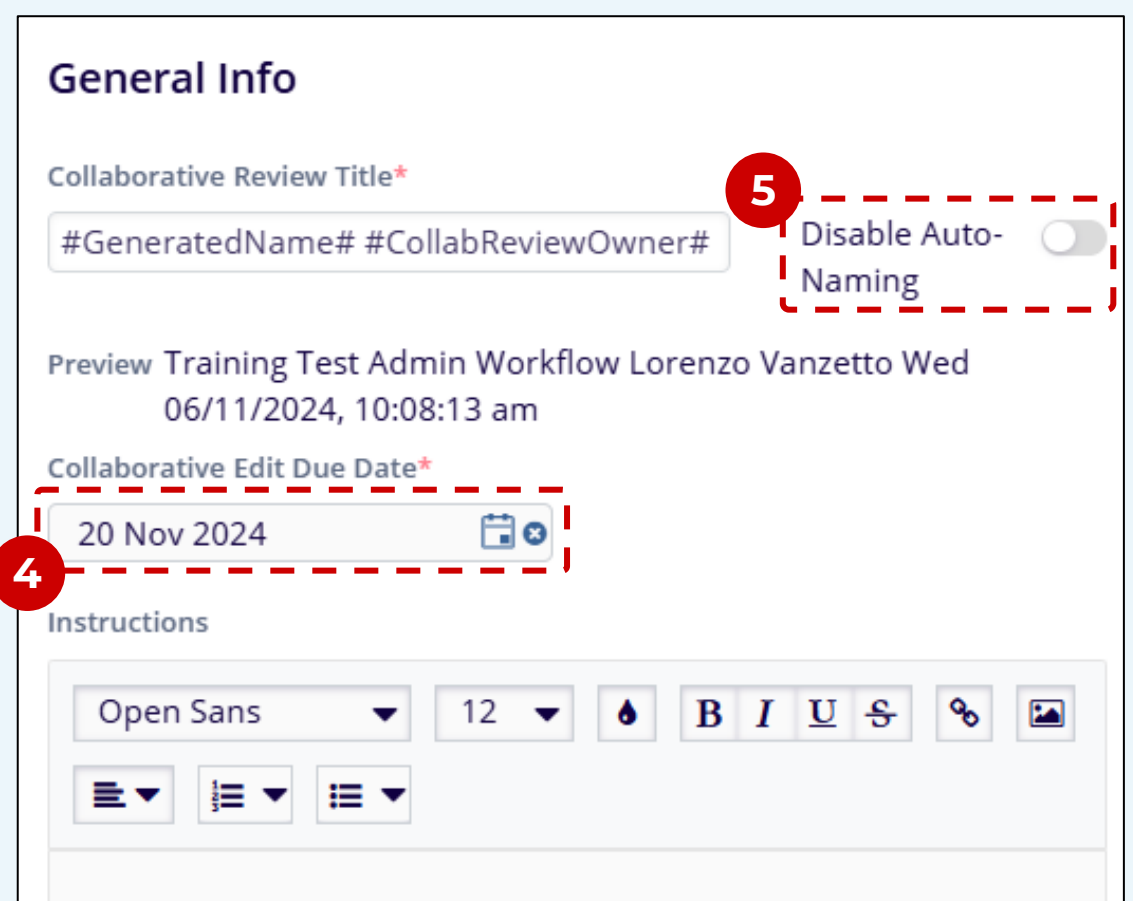 General Info
Collaborative Review Title*
5
#GeneratedName# #CollabReviewOwner#
Disable Auto-
Naming
Preview Training Test Admin Workflow Lorenzo Vanzetto Wed
06/11/2024, 10:08:13 am
Collaborative Edit Due Date*
20 Nov 2024
4
Instructions
Open Sans 12 B I U S